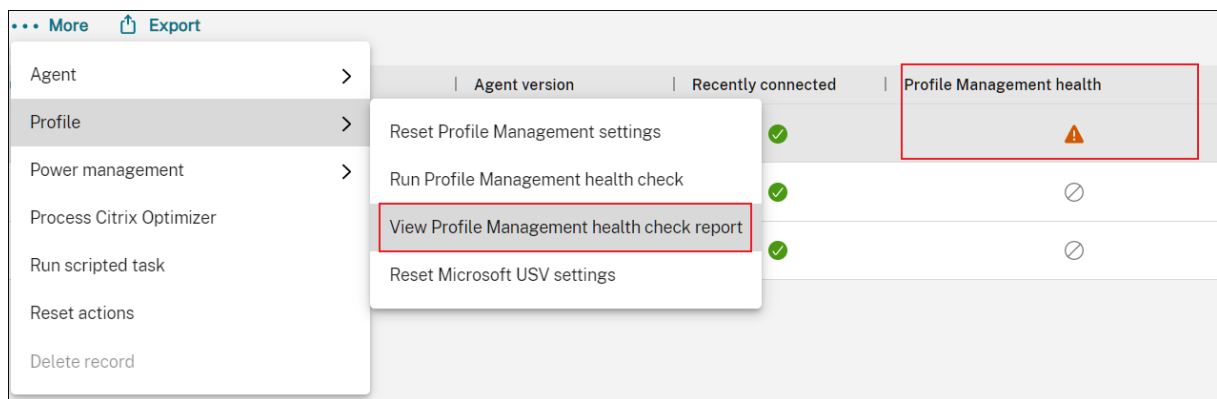 ••• More Export
Agent
Profile
Power management
Process Citrix Optimizer
Run scripted task
Reset actions
Delete record
Agent version
Recently connected
Profile Management health
Reset Profile Management settings
Run Profile Management health check
View Profile Management health check report
Reset Microsoft USV settings